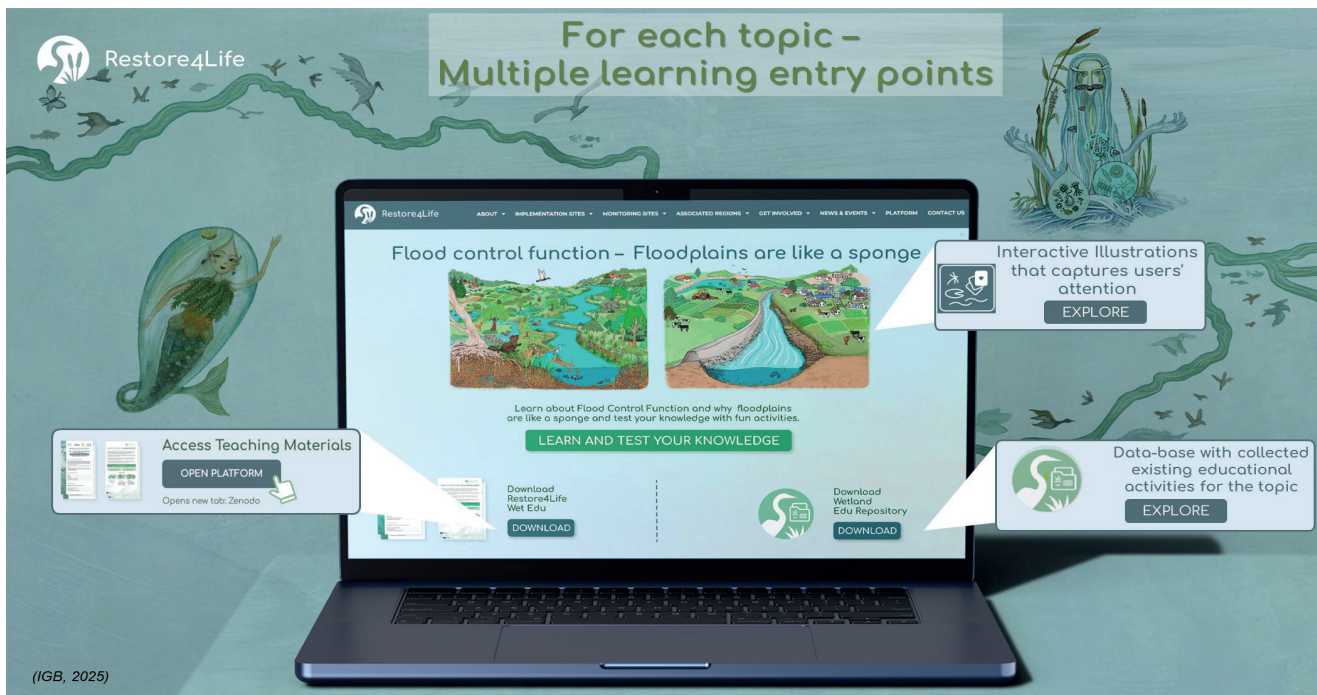 Restore4Life
For each topic –
Multiple learning entry points
Restore4Life
ABOUT
IMPLEMENTATION SITES
MONITORING SITES
ASSOCIATED REGIONS
GET INVOLVED
NEWS & EVENTS
PLATFORM
CONTACT US
Flood control function – Floodplains are like a sponge
Interactive Illustrations
that captures users'
attention
EXPLORE
Learn about Flood Control Function and why floodplains
are like a sponge and test your knowledge with fun activities.
LEARN AND TEST YOUR KNOWLEDGE
Access Teaching Materials
OPEN PLATFORM
Opens new tab: Zenodo
Download
Restore4Life
Wet Edu
DOWNLOAD
Download
Wetland
Edu Repository
DOWNLOAD
Data-base with collected
existing educational
activities for the topic
EXPLORE
(IGB, 2025)